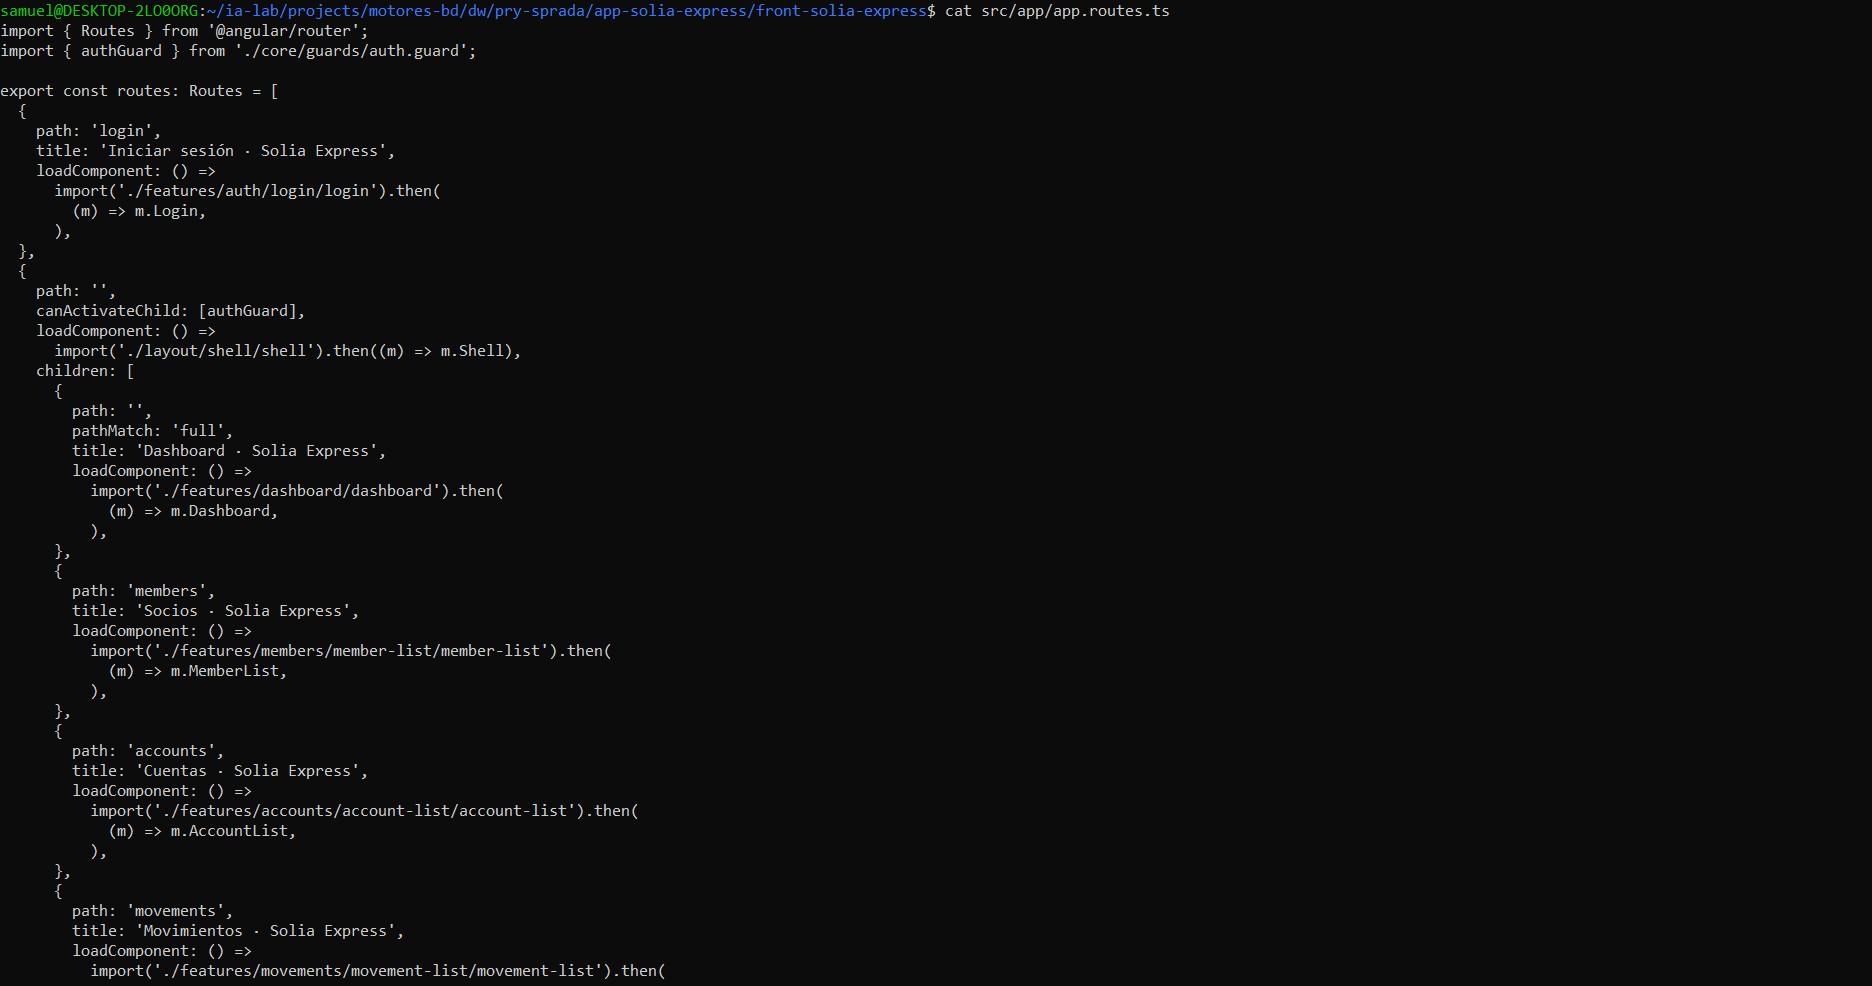 samuel@DESKTOP-2LO0ORG:~/ia-lab/projects/motores-bd/dw/pry-sprada/app-solia-express/front-solia-express$ cat src/app/app.routes.ts
import { Routes } from '@angular/router';
import { authGuard } from './core/guards/auth.guard';

export const routes: Routes = [
  {
    path: 'login',
    title: 'Iniciar sesión · Solia Express',
    loadComponent: () =>
      import('./features/auth/login/login').then(
        (m) => m.Login,
      ),
  },
  {
    path: '',
    canActivateChild: [authGuard],
    loadComponent: () =>
      import('./layout/shell/shell').then((m) => m.Shell),
    children: [
      {
        path: '',
        pathMatch: 'full',
        title: 'Dashboard · Solia Express',
        loadComponent: () =>
          import('./features/dashboard/dashboard').then(
            (m) => m.Dashboard,
          ),
      },
      {
        path: 'members',
        title: 'Socios · Solia Express',
        loadComponent: () =>
          import('./features/members/member-list/member-list').then(
            (m) => m.MemberList,
          ),
      },
      {
        path: 'accounts',
        title: 'Cuentas · Solia Express',
        loadComponent: () =>
          import('./features/accounts/account-list/account-list').then(
            (m) => m.AccountList,
          ),
      },
      {
        path: 'movements',
        title: 'Movimientos · Solia Express',
        loadComponent: () =>
          import('./features/movements/movement-list/movement-list').then(